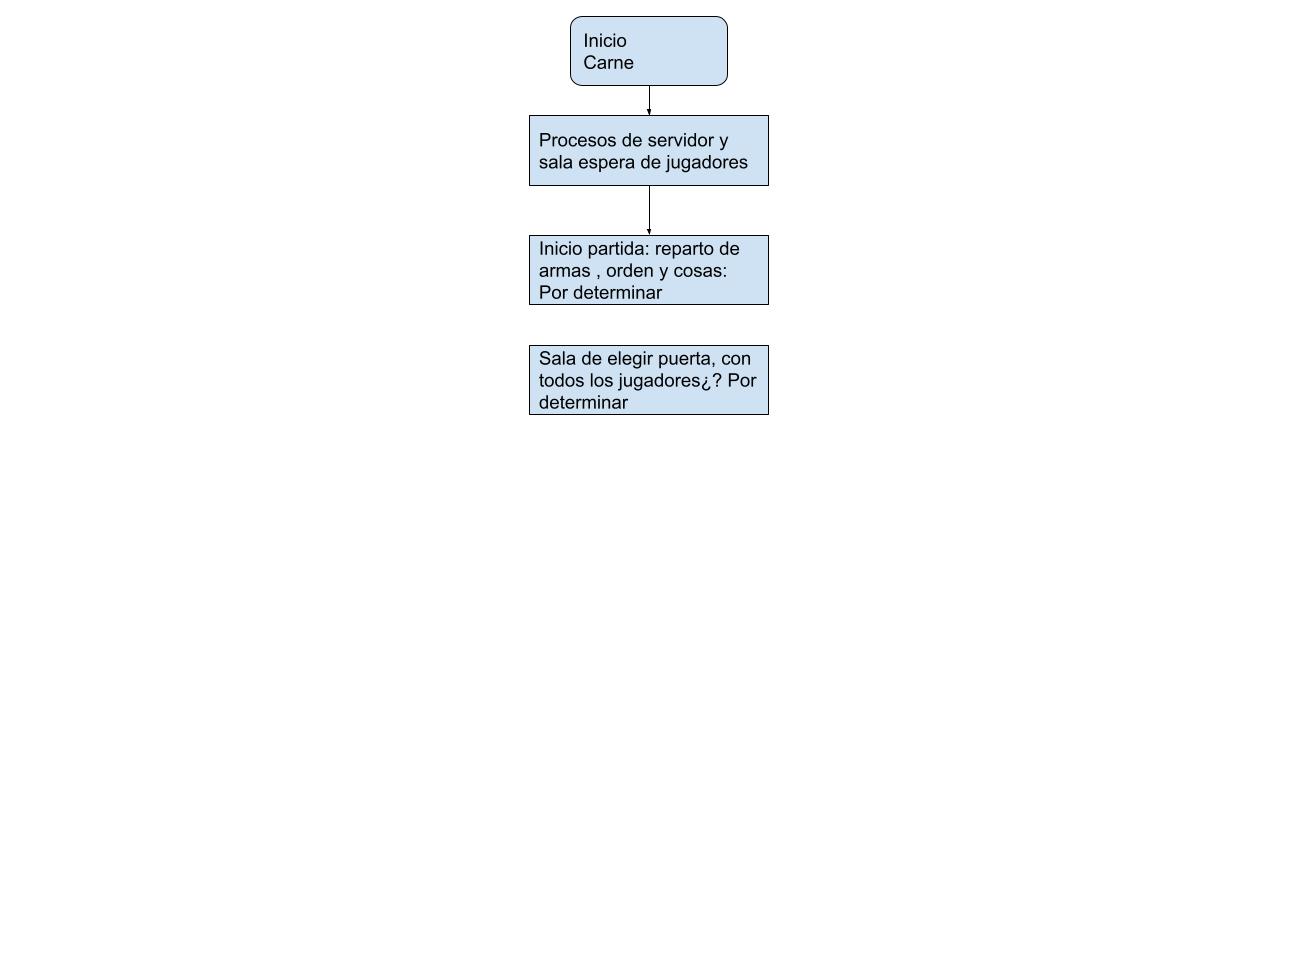 Inicio
Carne
Procesos de servidor y
sala espera de jugadores
Inicio partida: reparto de
armas , orden y cosas:
Por determinar
Sala de elegir puerta, con
todos los jugadores¿? Por
determinar